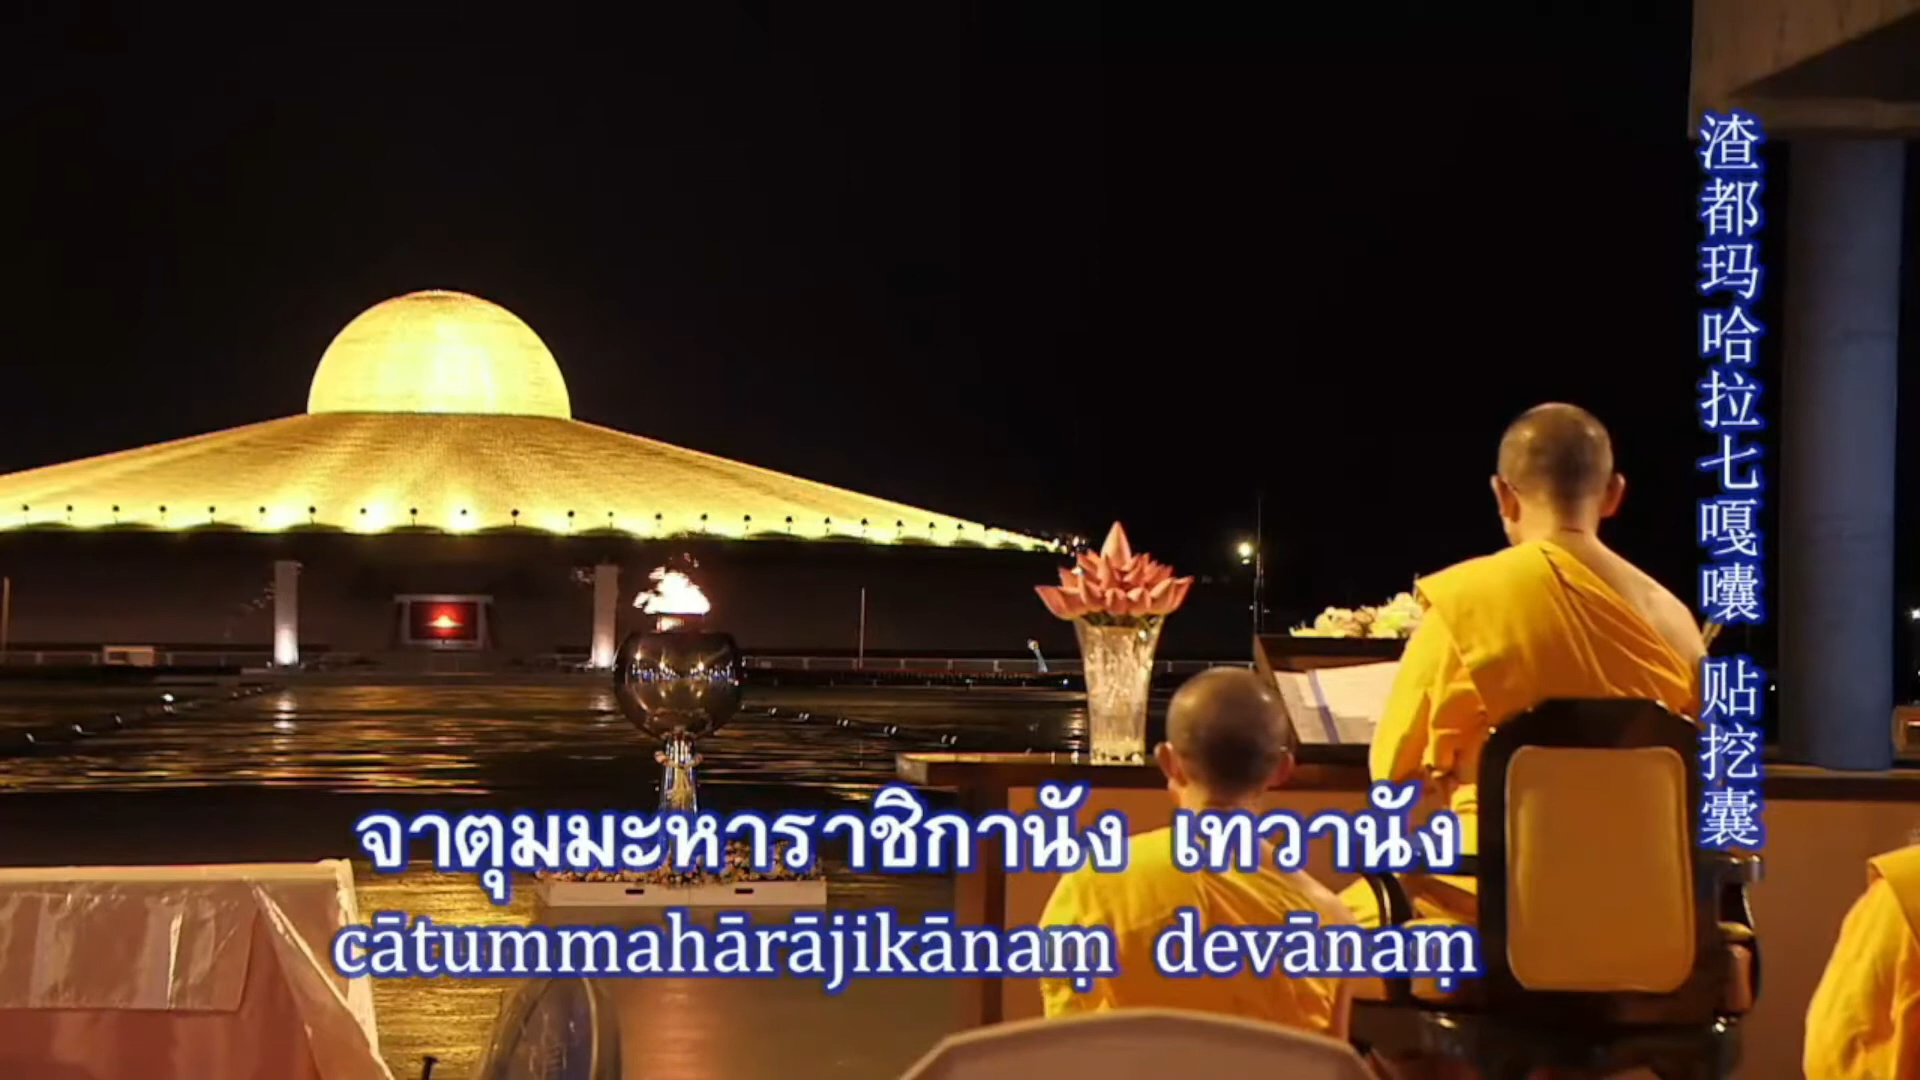 จาตุมมะหาราชิกานัง เทวานัง
cātummahārājikānaṃ devānaṃ
渣都玛哈拉七嘎囔 贴挖囊